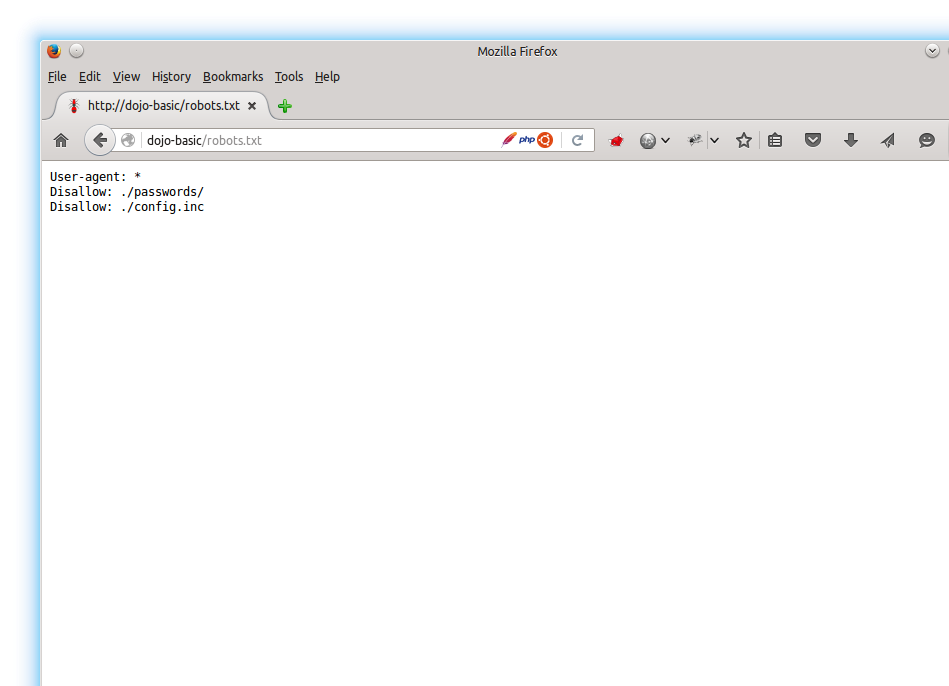 Mozilla Firefox
File Edit View History Bookmarks Tools Help
http://dojo-basic/robots.txt
dojo-basic/robots.txt php
User-agent: *
Disallow: ./passwords/
Disallow: ./config.inc